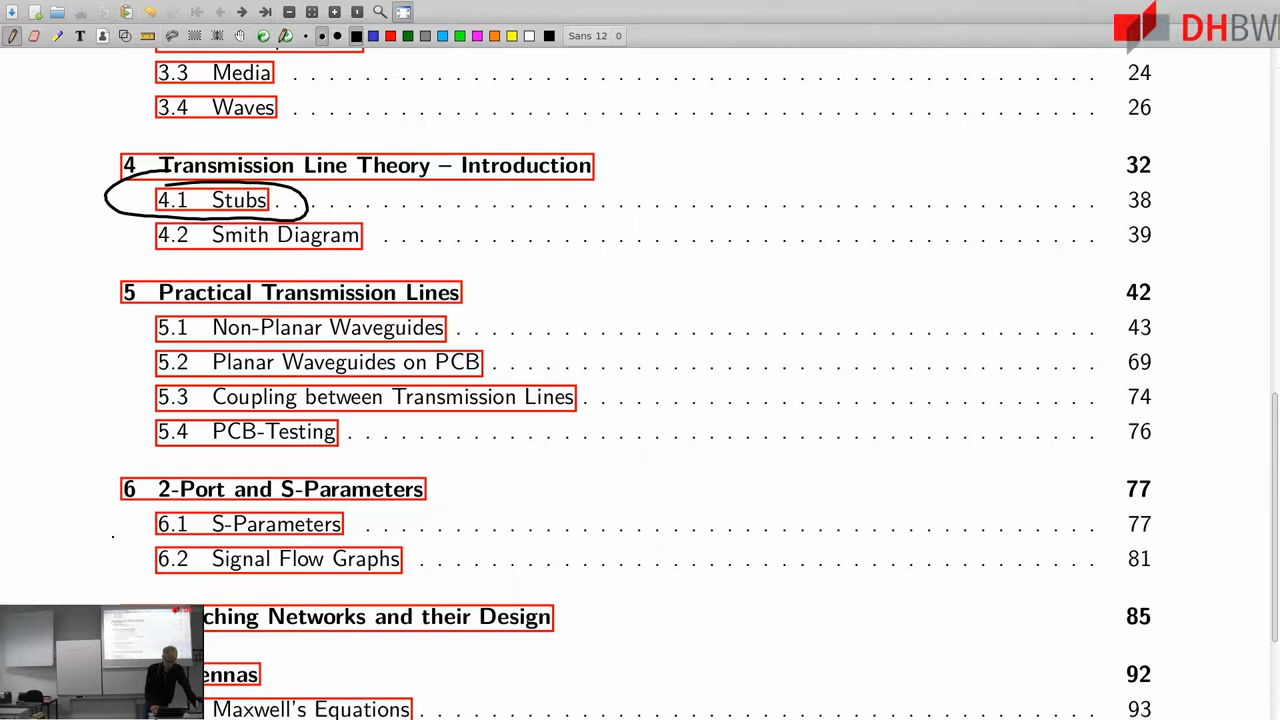 Sans 12 0
DHBW
3.3 Media . . . . . . . . . . . . . . . . . . . . . . . . . . . . . . . . . . . 24
3.4 Waves . . . . . . . . . . . . . . . . . . . . . . . . . . . . . . . . . . . 26
4 Transmission Line Theory – Introduction 32
4.1 Stubs . . . . . . . . . . . . . . . . . . . . . . . . . . . . . . . . . . . 38
4.2 Smith Diagram . . . . . . . . . . . . . . . . . . . . . . . . . . . . . . . 39
5 Practical Transmission Lines 42
5.1 Non-Planar Waveguides . . . . . . . . . . . . . . . . . . . . . . . . . . . . 43
5.2 Planar Waveguides on PCB . . . . . . . . . . . . . . . . . . . . . . . . . . 69
5.3 Coupling between Transmission Lines . . . . . . . . . . . . . . . . . . . . . . 74
5.4 PCB-Testing . . . . . . . . . . . . . . . . . . . . . . . . . . . . . . . . . 76
6 2-Port and S-Parameters 77
6.1 S-Parameters . . . . . . . . . . . . . . . . . . . . . . . . . . . . . . . . 77
6.2 Signal Flow Graphs . . . . . . . . . . . . . . . . . . . . . . . . . . . . . 81
ching Networks and their Design 85
ennas 92
Maxwell's Equations . . . . . . . . . . . . . . . . . . . . . . . . . . . . . 93